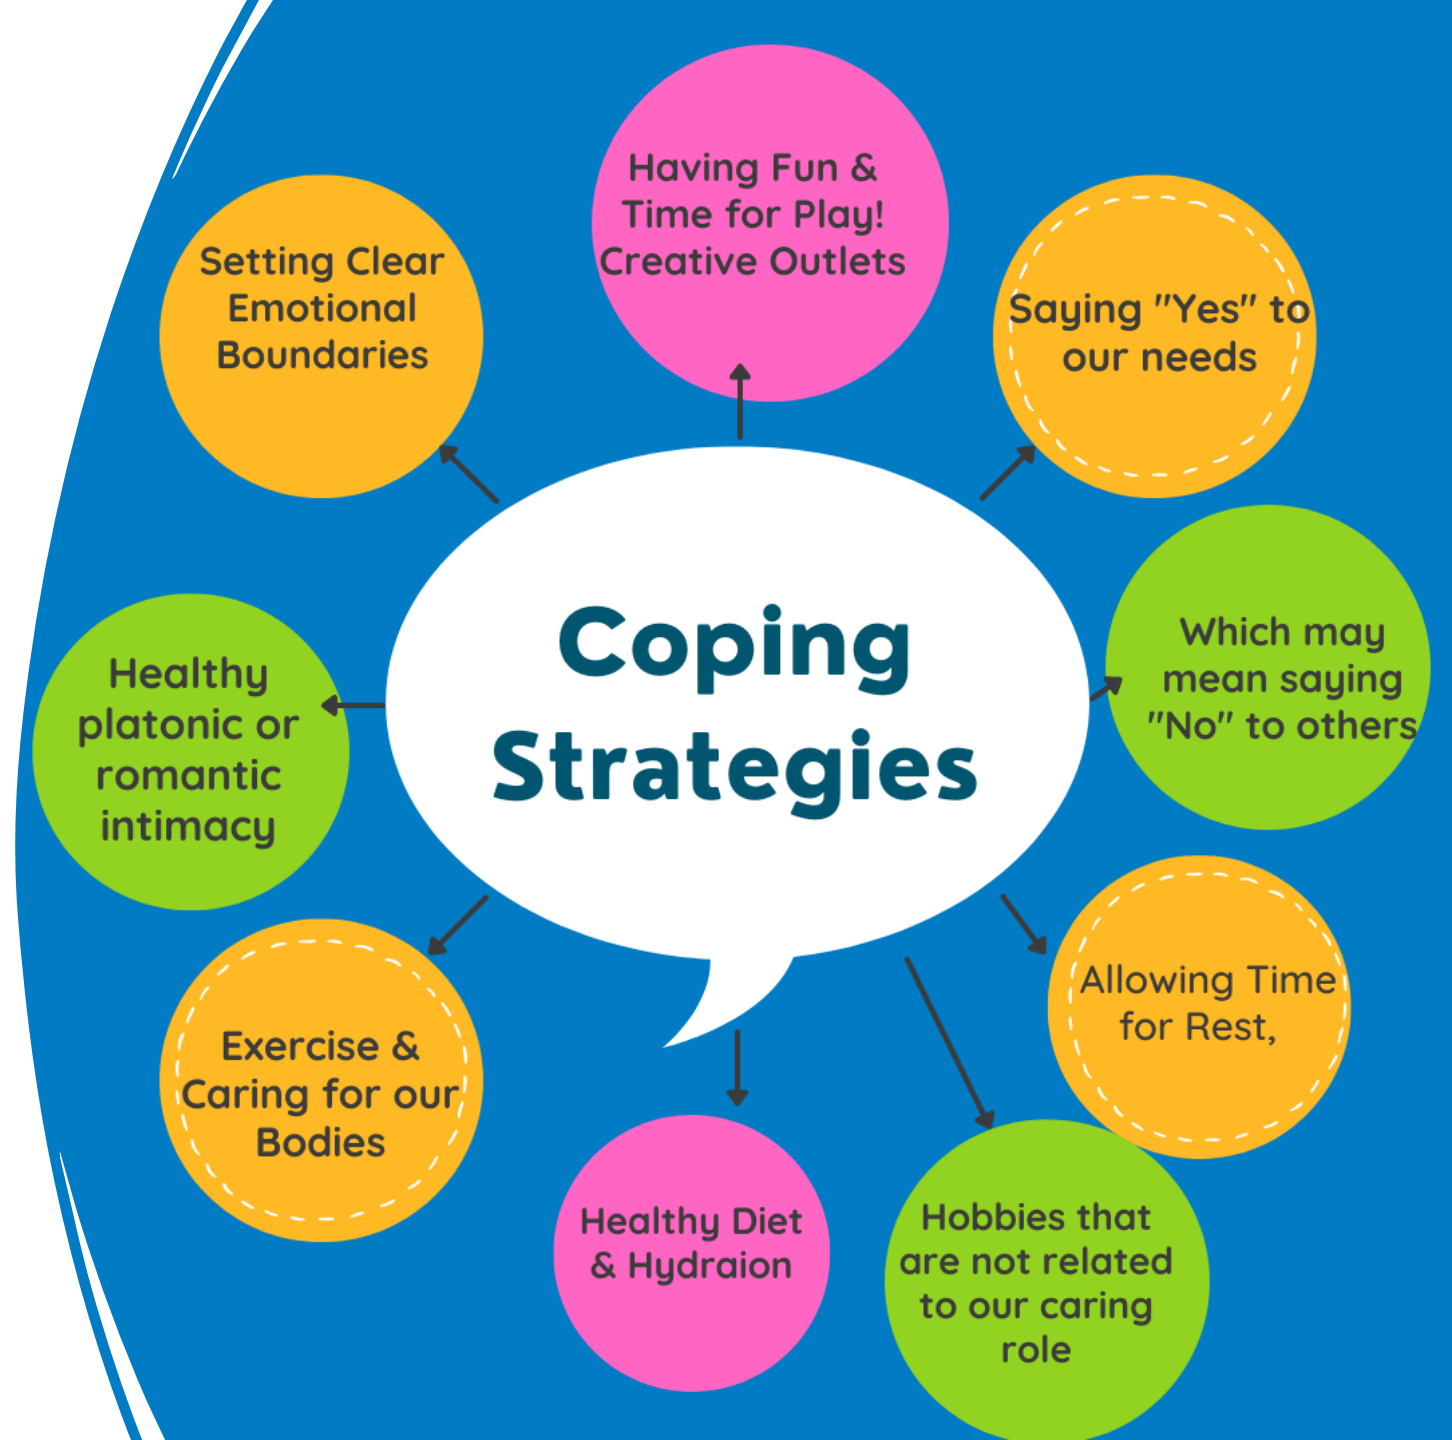 Having Fun &
Time for Play!
Creative Outlets
Setting Clear
Emotional
Boundaries
Saying "Yes" to
our needs
Coping
Strategies
Which may
mean saying
"No" to others
Healthy
platonic or
romantic
intimacy
Allowing Time
for Rest,
Exercise &
Caring for our
Bodies
Healthy Diet
& Hydraion
Hobbies that
are not related
to our caring
role